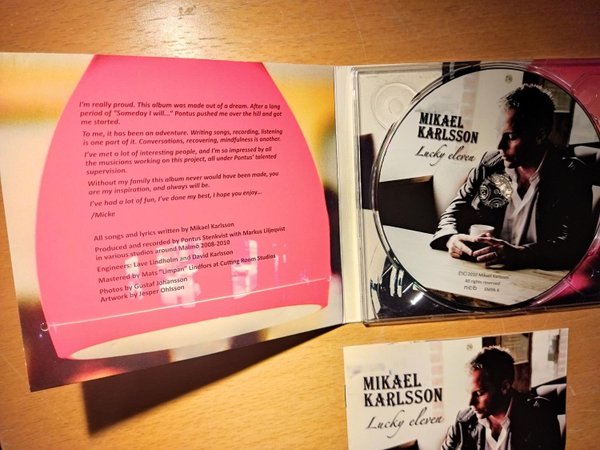 I'm really proud. This album was made out of a dream. After a long
period of "Someday I will..." Pontus pushed me over the hill and got
me started.
To me, it has been an adventure. Writing songs, recording, listening
is one part of it. Conversations, recovering, mindfulness is another.
I've met a lot of interesting people, and I'm so impressed by all
the musicians working on this project, all under Pontus' talented
supervision.
Without my family this album never would have been made, you
are my inspiration, and always will be.
I've had a lot of fun, I've done my best, I hope you enjoy...
/Micke
All songs and lyrics written by Mikael Karlsson
Produced and recorded by Pontus Stenkvist with Markus Liljeqvist
in various studios around Malmö 2008-2010
Engineers: Lave Lindholm and David Karlsson
Mastered by Mats "Limpan" Lindfors at Cutting Room Studios
Photos by Gustaf Johansson
Artwork by Jesper Ohlsson
MIKAEL
KARLSSON
Lucky eleven
2010 Mikael Karlsson
All rights reserved
ncb
MIKAEL
KARLSSON
Lucky eleven